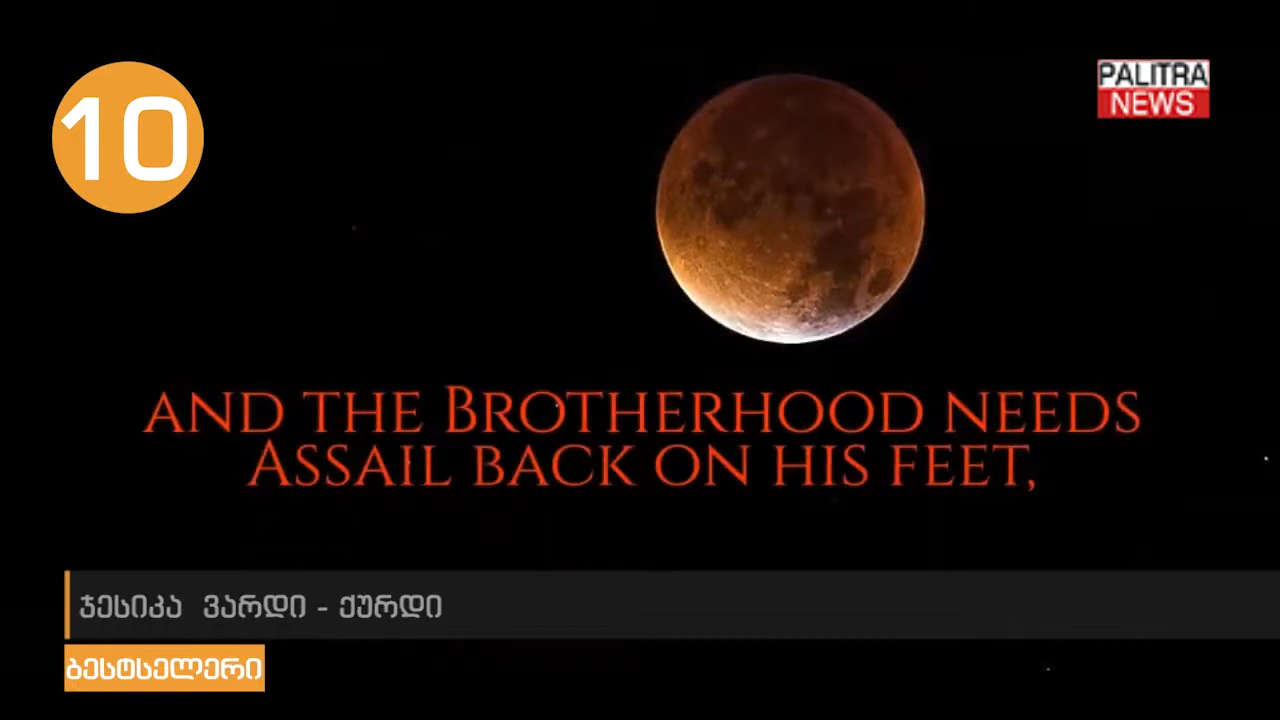 10
PALITRA
NEWS
AND THE BROTHERHOOD NEEDS
ASSAIL BACK ON HIS FEET,
ჯესიკა ვარდი - ქურდი
ბესტსელერი